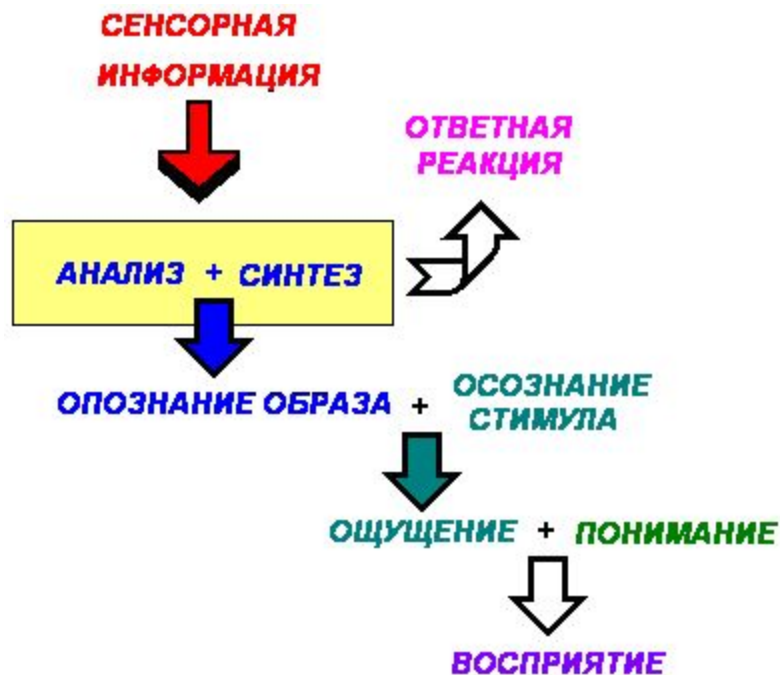 СЕНСОРНАЯ
ИНФОРМАЦИЯ
ОТВЕТНАЯ
РЕАКЦИЯ
АНАЛИЗ + СИНТЕЗ
ОПОЗНАНИЕ ОБРАЗА + ОСОЗНАНИЕ
СТИМУЛА
ОЩУЩЕНИЕ + ПОНИМАНИЕ
ВОСПРИЯТИЕ